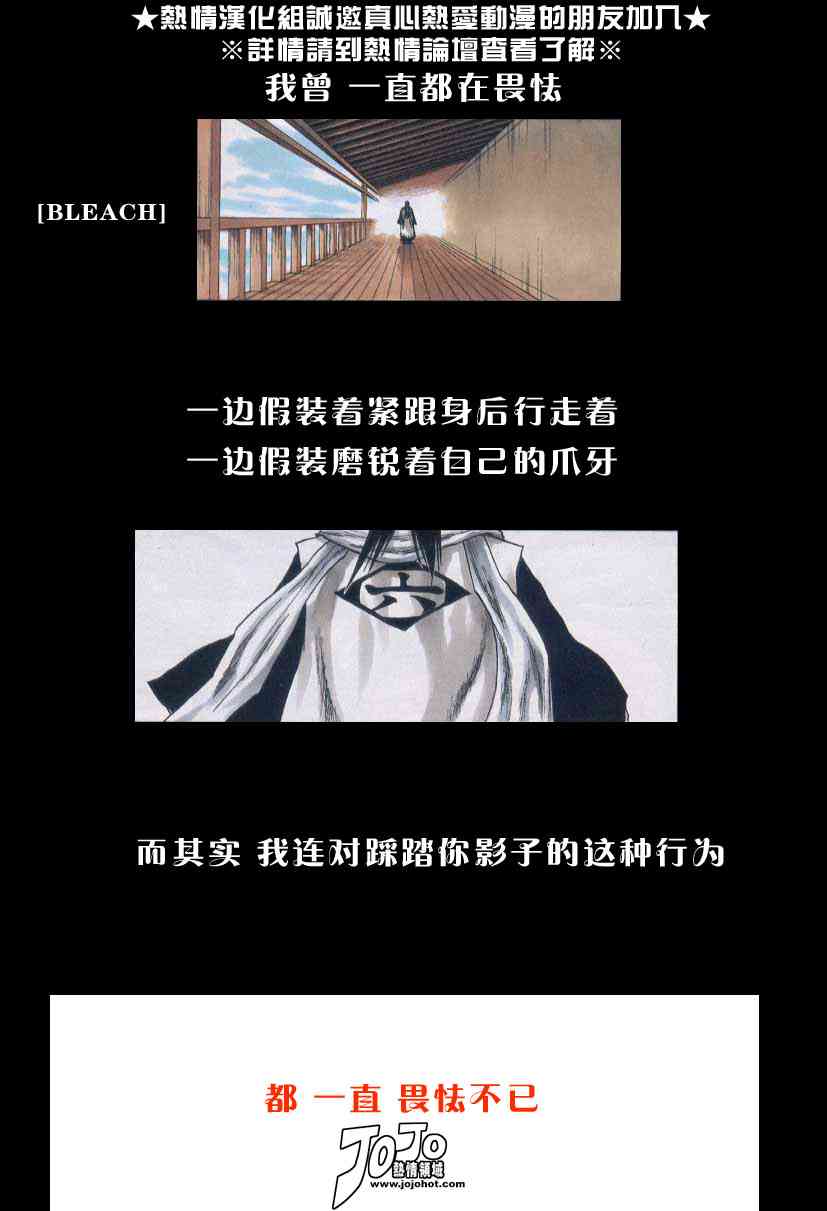 ★熱情漢化組誠邀真心熱愛動漫的朋友加入★
※詳情請到熱情論壇查看了解※
我曾 一直都在畏怯
[BLEACH]
一边假装着紧跟身后行走着
一边假装磨锐着自己的爪牙
六
而其实 我连对踩踏你影子的这种行为
都 一直 畏怯不已
JOJO
熱情領域
www.jojohot.com